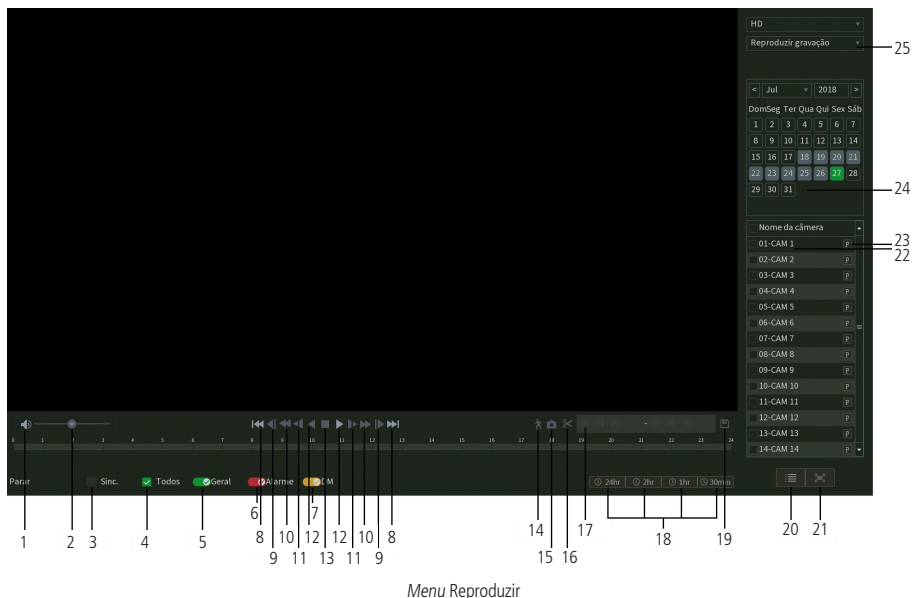 HD
Reproduzir gravação
25
< Jul 2018 >
Dom Seg Ter Qua Qui Sex Sáb
1 2 3 4 5 6 7
8 9 10 11 12 13 14
15 16 17 18 19 20 21
22 23 24 25 26 27 28
29 30 31
24
Nome da câmera
23
01-CAM 1 P
22
02-CAM 2 P
03-CAM 3 P
04-CAM 4 P
05-CAM 5 P
06-CAM 6 P
07-CAM 7 P
08-CAM 8 P
09-CAM 9 P
10-CAM 10 P
11-CAM 11 P
12-CAM 12 P
13-CAM 13 P
14-CAM 14 P
0 1 2 3 4 5 6 7 8 9 10 11 12 13 14 15 16 17 18 19 20 21 22 23 24
Parar Sinc. Todos Geral Alarme DM 24hr 2hr 1hr 30min
1 2 3 4 5 6 7 8 9 10 11 12 13 12 11 10 9 8 14 15 16 17 18 19 20 21
Menu Reproduzir